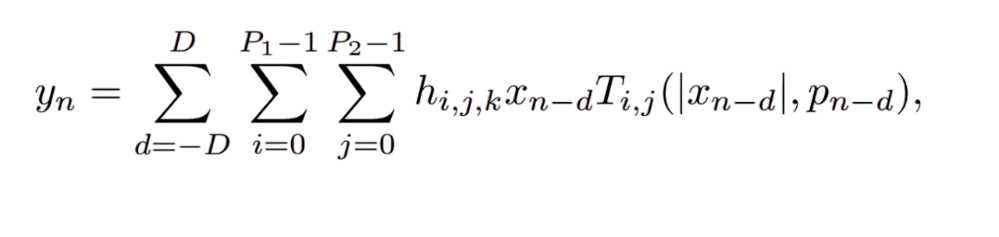 y_n = \sum_{d=-D}^{D} \sum_{i=0}^{P_1-1} \sum_{j=0}^{P_2-1} h_{i,j,k} x_{n-d} T_{i,j}(|x_{n-d}|, p_{n-d}),